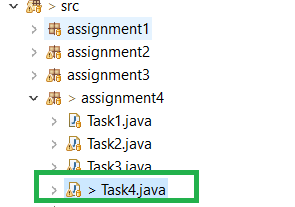 src
assignment1
assignment2
assignment3
> assignment4
Task1.java
Task2.java
Task3.java
> Task4.java